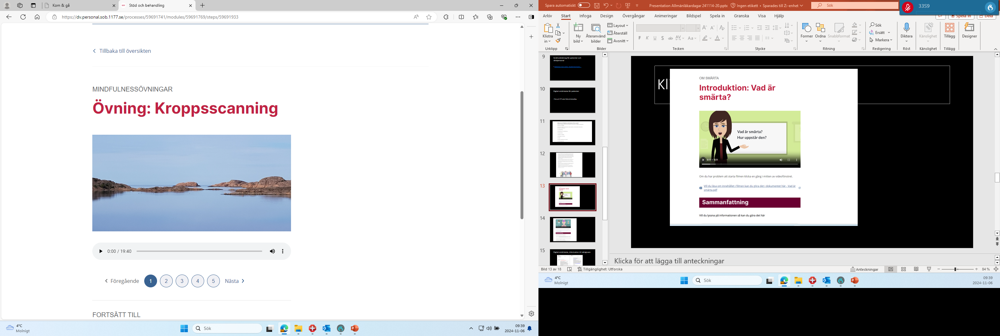 Kom & gå
Stöd och behandling
https://dv.personal.sob.1177.se/processes/59691741/modules/59691769/steps/59691933
Tillbaka till översikten
MINDFULNESSÖVNINGAR
Övning: Kroppsscanning
0:00 / 19:40
Föregående 1 2 3 4 5 Nästa
FORTSÄTT TILL
4°C
Molnigt
Sök
09:39
2024-11-06
Spara automatiskt
Presentation Allmänläkardagar 241114-20.pptx
Ingen etikett • Sparades till Z:-enhet
Sök
33S9
Arkiv Start Infoga Design Övergångar Animeringar Bildspel Spela in Granska Visa Hjälp
Spela in
Dela
Klistra in
Ny bild
Återanvänd bilder
Layout
Återställ
Avsnitt
F K U S ab AV Aa A
Former
Ordna
Snabbformat
Sök
Ersätt
Markera
Diktera
Känslighet
Tillägg
Designer
Urklipp Bilder Tecken Stycke Ritning Redigering Röst Känslighet Tillägg
9
Smärtutbildning för patienter och
vårdpersonal
10
Digital smärtskola för patienter
• Finns på 1177 under Stöd och behandling
11
12
13
14
15
Digital smärtskola, information till vårdgivare
Kl
OM SMÄRTA
Introduktion: Vad är
smärta?
Vad är smärta?
Hur uppstår den?
0:11 / 2:21
Om du har problem att starta filmen klicka en gång i mitten av videofönstret.
Vill du läsa om innehållet i filmen kan du göra det i dokumentet här - Vad är
smärta.pdf
Sammanfattning
Vill du lyssna på informationen så kan du göra det här
Klicka för att lägga till anteckningar
Bild 13 av 18
Tillgänglighet: Utforska
Anteckningar
84 %
4°C
Molnigt
Sök
09:39
2024-11-06